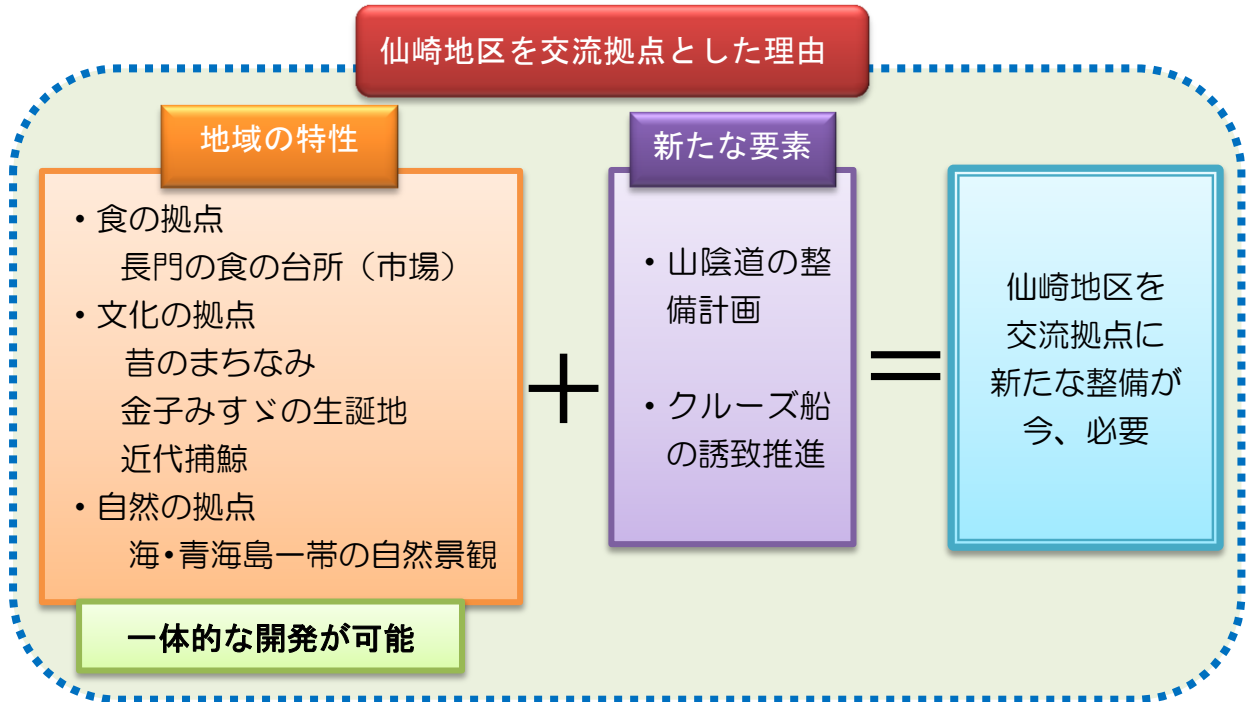 仙崎地区を交流拠点とした理由
地域の特性
・食の拠点
長門の食の台所（市場）
・文化の拠点
昔のまちなみ
金子みすゞの生誕地
近代捕鯨
・自然の拠点
海・青海島一帯の自然景観
一体的な開発が可能
＋
新たな要素
・山陰道の整
備計画
・クルーズ船
の誘致推進
＝
仙崎地区を
交流拠点に
新たな整備が
今、必要